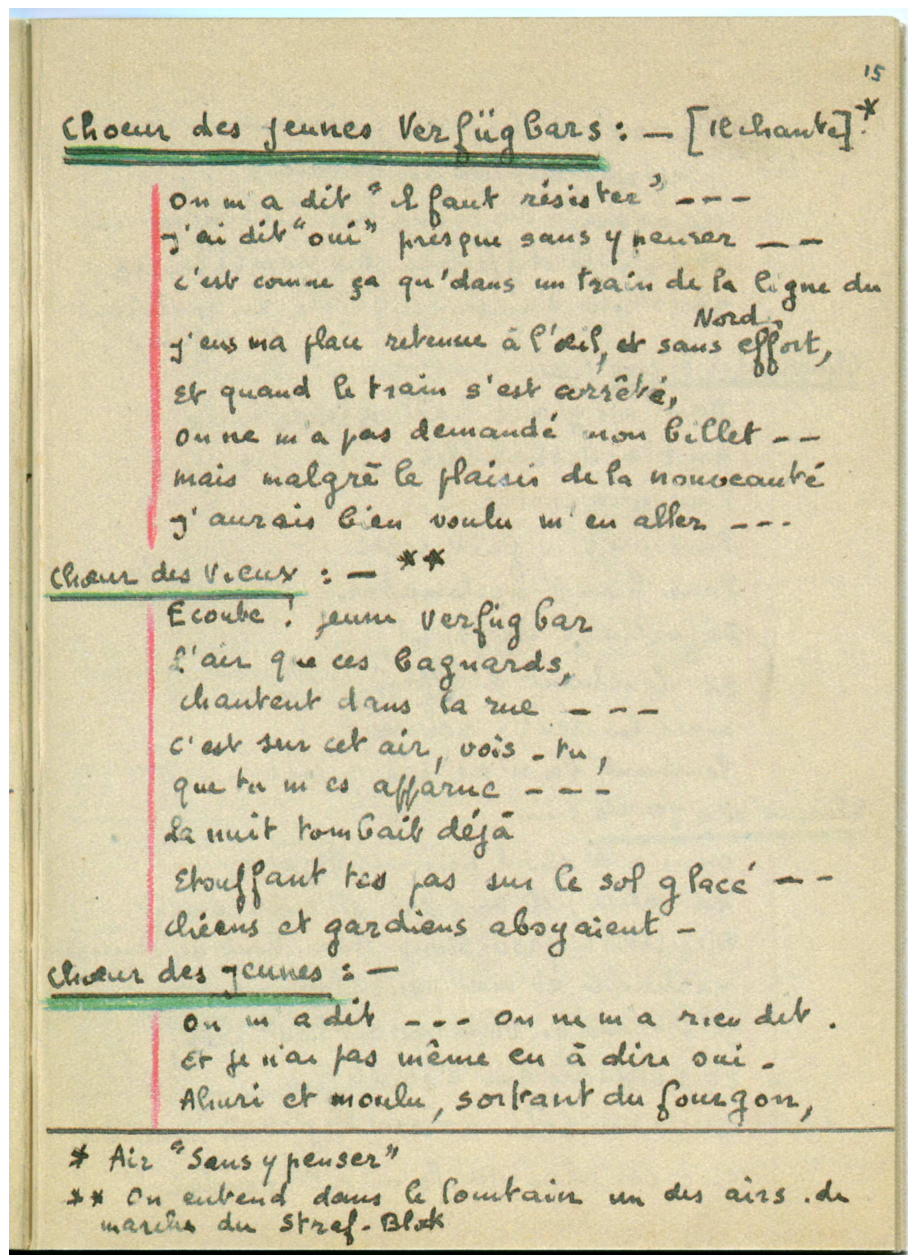 15
Choeur des jeunes Verfügbars : — [il chante].*
On m'a dit "il faut résister" ---
j'ai dit "oui" presque sans y penser --
c'est comme ça qu'dans un train de la ligne du
Nord,
j'eus ma place retenue à l'œil, et sans effort,
Et quand le train s'est arrêté,
on ne m'a pas demandé mon billet --
mais malgré le plaisir de la nouveauté
j'aurais bien voulu m'en aller ---
Chœur des Vieux : — **
Ecoute ! jeune Verfügbar
L'air que ces bagnards,
chantent dans la rue ---
c'est sur cet air, vois-tu,
que tu m'es apparue ---
La nuit tombait déjà
Etouffant tes pas sur le sol glacé --
chiens et gardiens aboyaient -
Chœur des jeunes : —
On m'a dit --- on ne m'a rien dit .
Et je n'ai pas même eu à dire oui .
Ahuri et moulu, sortant du fourgon,
* Air "Sans y penser"
** On entend dans le lointain un des airs de
marche du Straf-Blok